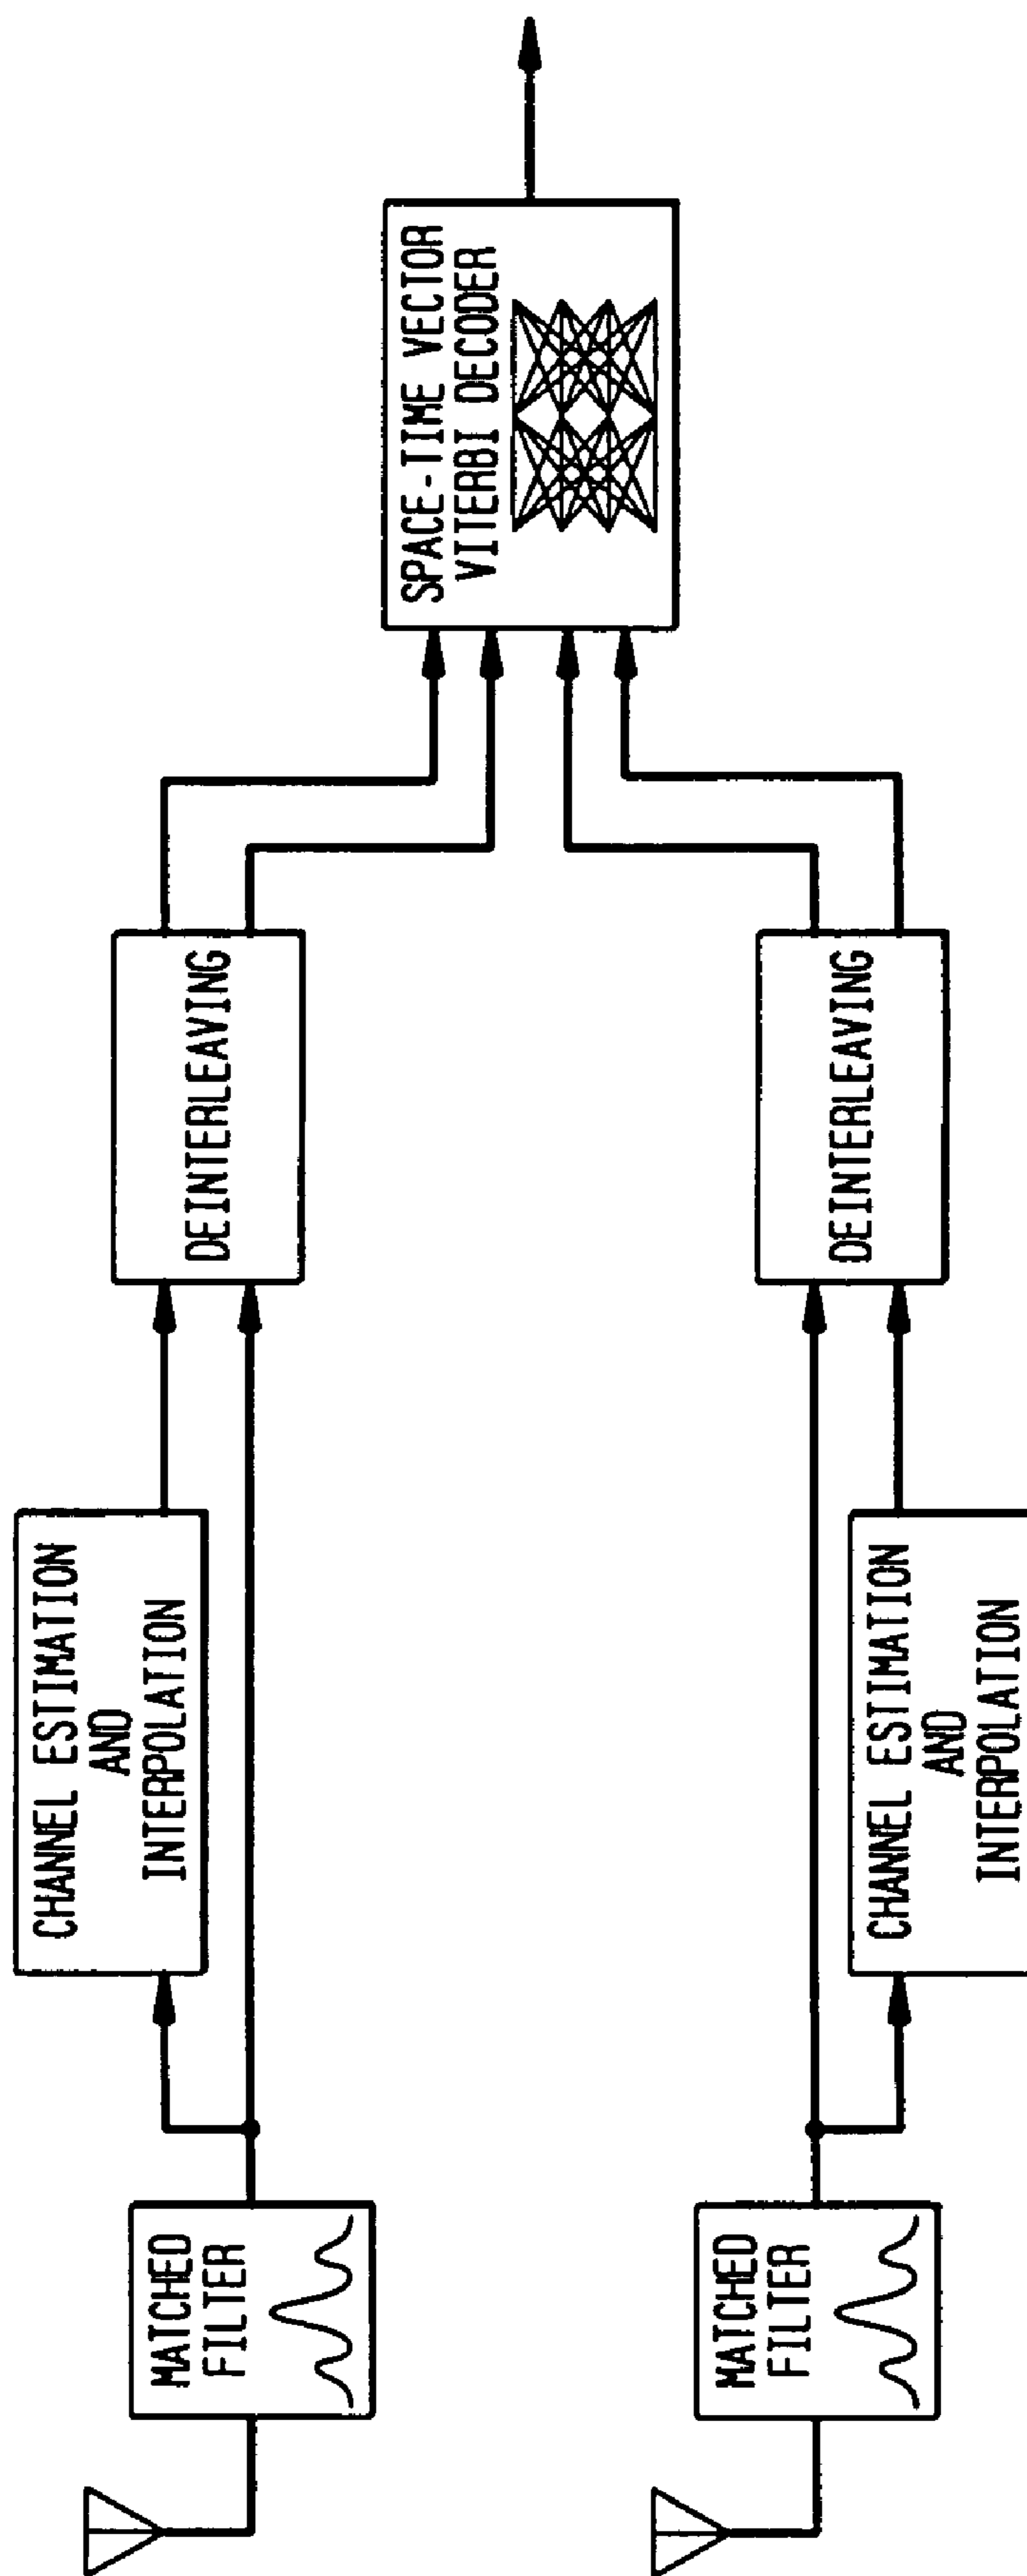 MATCHED
FILTER
CHANNEL ESTIMATION
AND
INTERPOLATION
DEINTERLEAVING
SPACE-TIME VECTOR
VITERBI DECODER
MATCHED
FILTER
CHANNEL ESTIMATION
AND
INTERPOLATION
DEINTERLEAVING